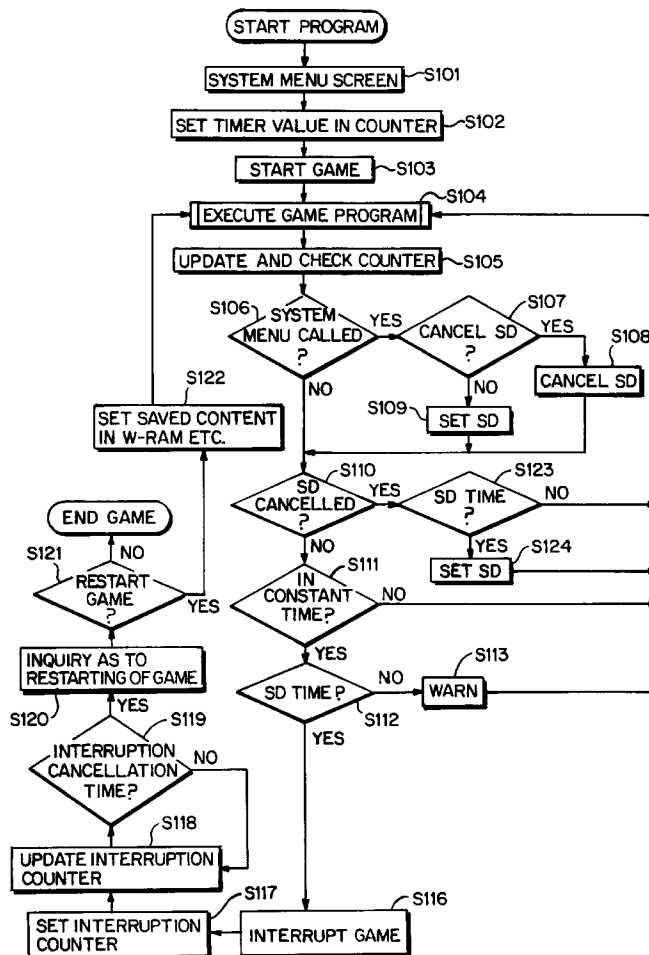 START PROGRAM
SYSTEM MENU SCREEN
S101
SET TIMER VALUE IN COUNTER
S102
START GAME
S103
EXECUTE GAME PROGRAM
S104
UPDATE AND CHECK COUNTER
S105
S106
SYSTEM
MENU CALLED
?
YES
NO
S107
CANCEL SD
?
YES
NO
S108
CANCEL SD
S109
SET SD
S122
SET SAVED CONTENT
IN W-RAM ETC.
S110
SD
CANCELLED
?
YES
NO
S123
SD TIME
?
NO
YES
S124
SET SD
END GAME
NO
S121
RESTART
GAME
?
YES
S111
IN
CONSTANT
TIME?
NO
YES
INQUIRY AS TO
RESTARTING OF GAME
S120
YES
SD TIME?
S112
NO
YES
S113
WARN
S119
INTERRUPTION
CANCELLATION
TIME?
NO
S118
UPDATE INTERRUPTION
COUNTER
S117
SET INTERRUPTION
COUNTER
S116
INTERRUPT GAME